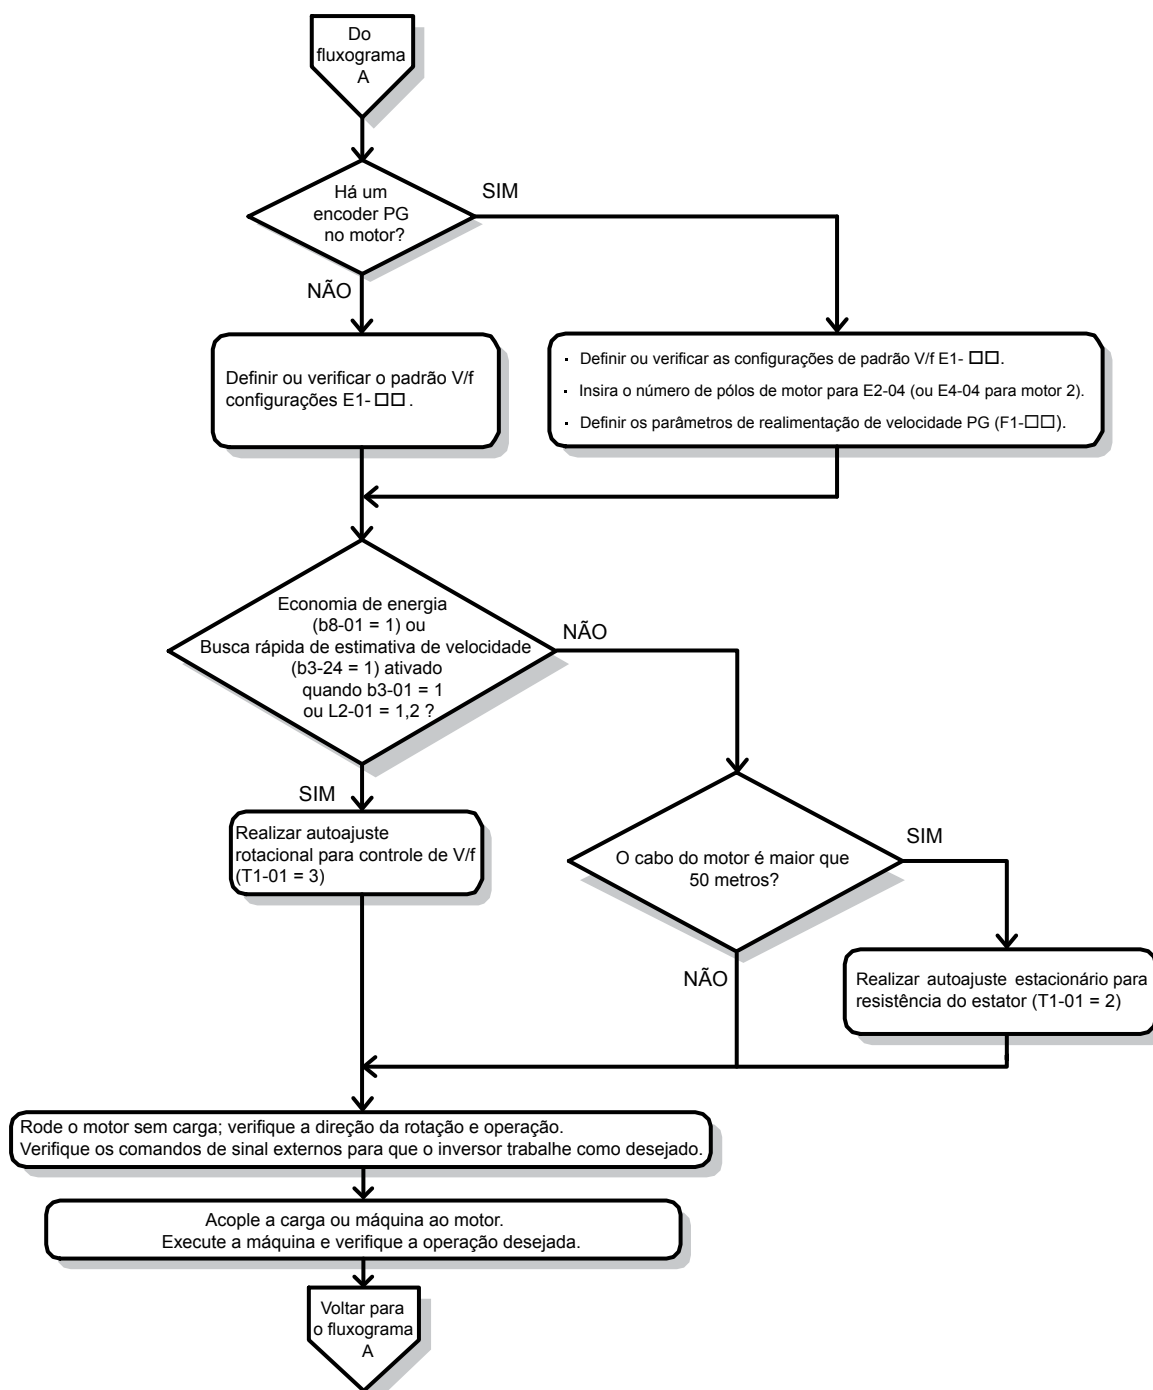 Do
fluxograma
A
Há um
encoder PG
no motor?
SIM
NÃO
Definir ou verificar o padrão V/f
configurações E1- □□.
· Definir ou verificar as configurações de padrão V/f E1- □□.
· Insira o número de pólos de motor para E2-04 (ou E4-04 para motor 2).
· Definir os parâmetros de realimentação de velocidade PG (F1-□□).
Economia de energia
(b8-01 = 1) ou
Busca rápida de estimativa de velocidade
(b3-24 = 1) ativado
quando b3-01 = 1
ou L2-01 = 1,2 ?
NÃO
SIM
Realizar autoajuste
rotacional para controle de V/f
(T1-01 = 3)
O cabo do motor é maior que
50 metros?
SIM
NÃO
Realizar autoajuste estacionário para
resistência do estator (T1-01 = 2)
Rode o motor sem carga; verifique a direção da rotação e operação.
Verifique os comandos de sinal externos para que o inversor trabalhe como desejado.
Acople a carga ou máquina ao motor.
Execute a máquina e verifique a operação desejada.
Voltar para
o fluxograma
A